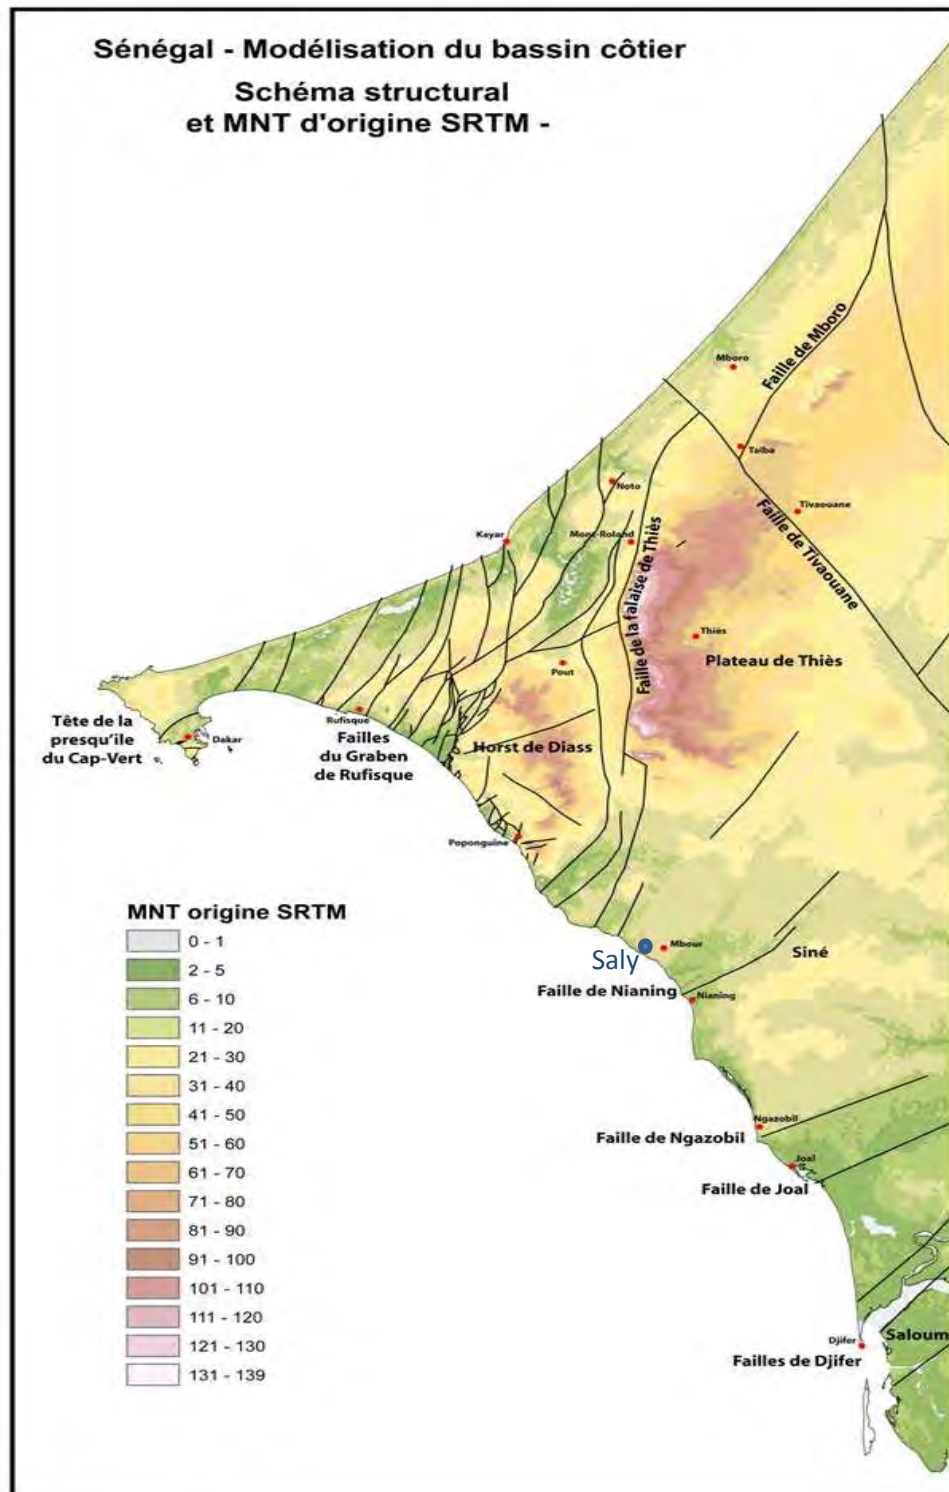 Sénégal - Modélisation du bassin côtier
Schéma structural
et MNT d'origine SRTM -
Faille de Mboro
Mboro
Taïba
Tivaouane
Faille de Tivaouane
Noto
Kayar
Mont-Roland
Faille de la falaise de Thiès
Thiès
Plateau de Thiès
Pout
Tête de la
presqu'ile
du Cap-Vert
Dakar
Rufisque
Failles
du Graben
de Rufisque
Horst de Diass
Poponguine
MNT origine SRTM
0 - 1
2 - 5
6 - 10
11 - 20
21 - 30
31 - 40
41 - 50
51 - 60
61 - 70
71 - 80
81 - 90
91 - 100
101 - 110
111 - 120
121 - 130
131 - 139
Saly
Mbour
Siné
Faille de Nianing
Nianing
Ngazobil
Faille de Ngazobil
Joal
Faille de Joal
Djifer
Saloum
Failles de Djifer